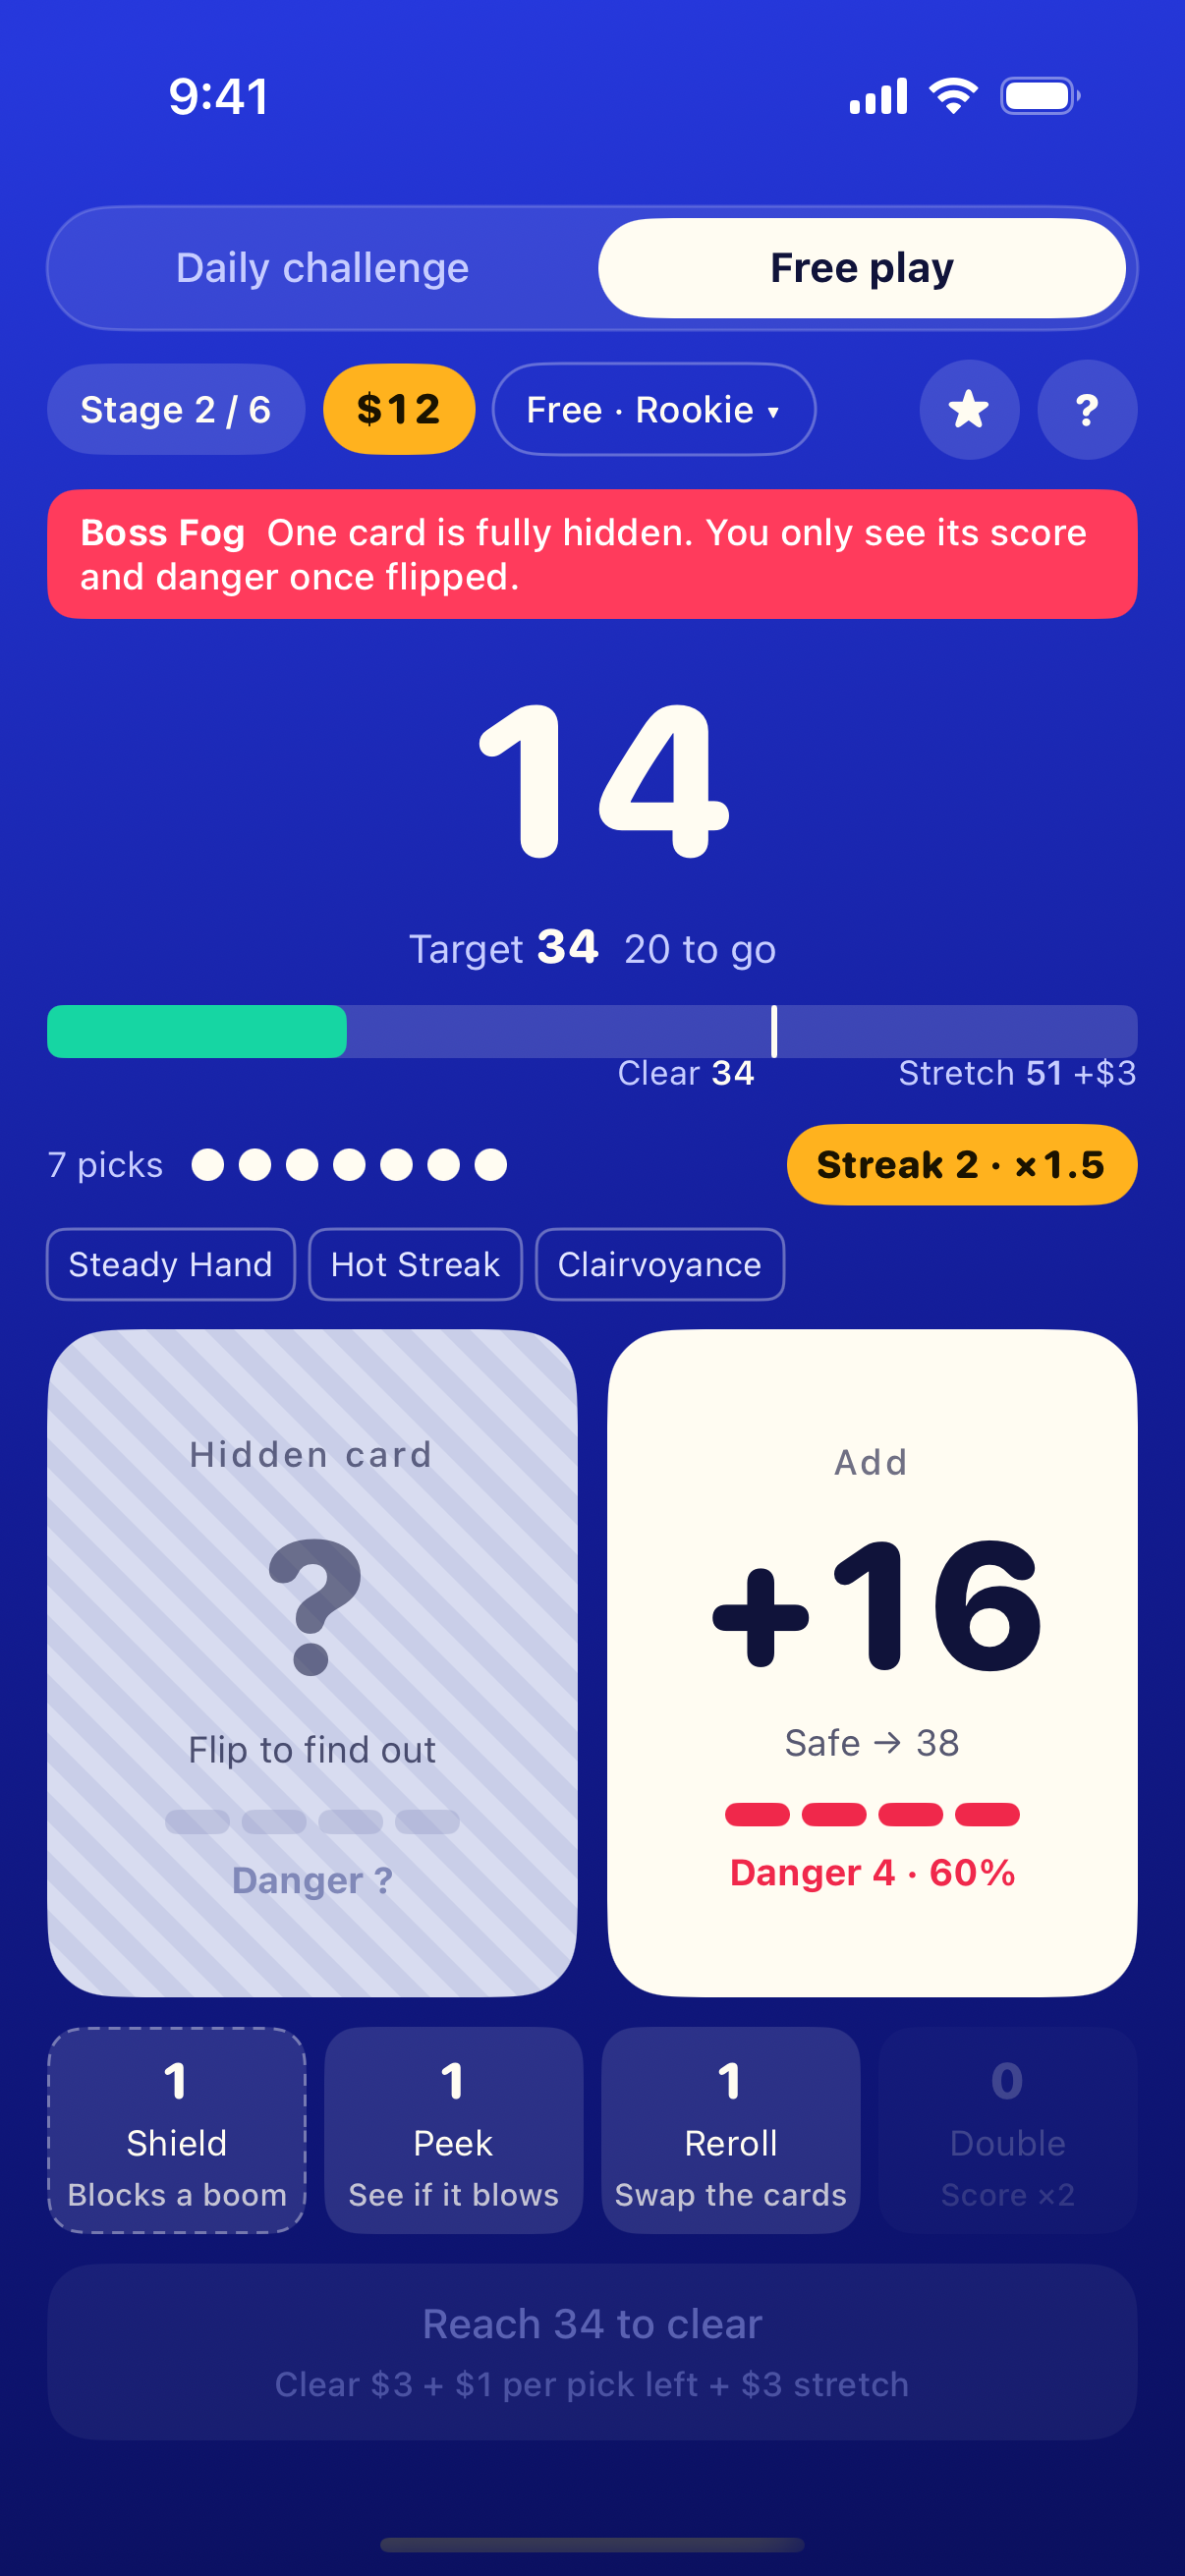 9:41
Daily challenge
Free play
Stage 2 / 6
$12
Free · Rookie ▾
?
Boss Fog One card is fully hidden. You only see its score
and danger once flipped.
14
Target 34 20 to go
Clear 34
Stretch 51 +$3
7 picks
Streak 2 · ×1.5
Steady Hand
Hot Streak
Clairvoyance
Hidden card
?
Flip to find out
Danger ?
Add
+16
Safe → 38
Danger 4 · 60%
1
Shield
Blocks a boom
1
Peek
See if it blows
1
Reroll
Swap the cards
0
Double
Score ×2
Reach 34 to clear
Clear $3 + $1 per pick left + $3 stretch